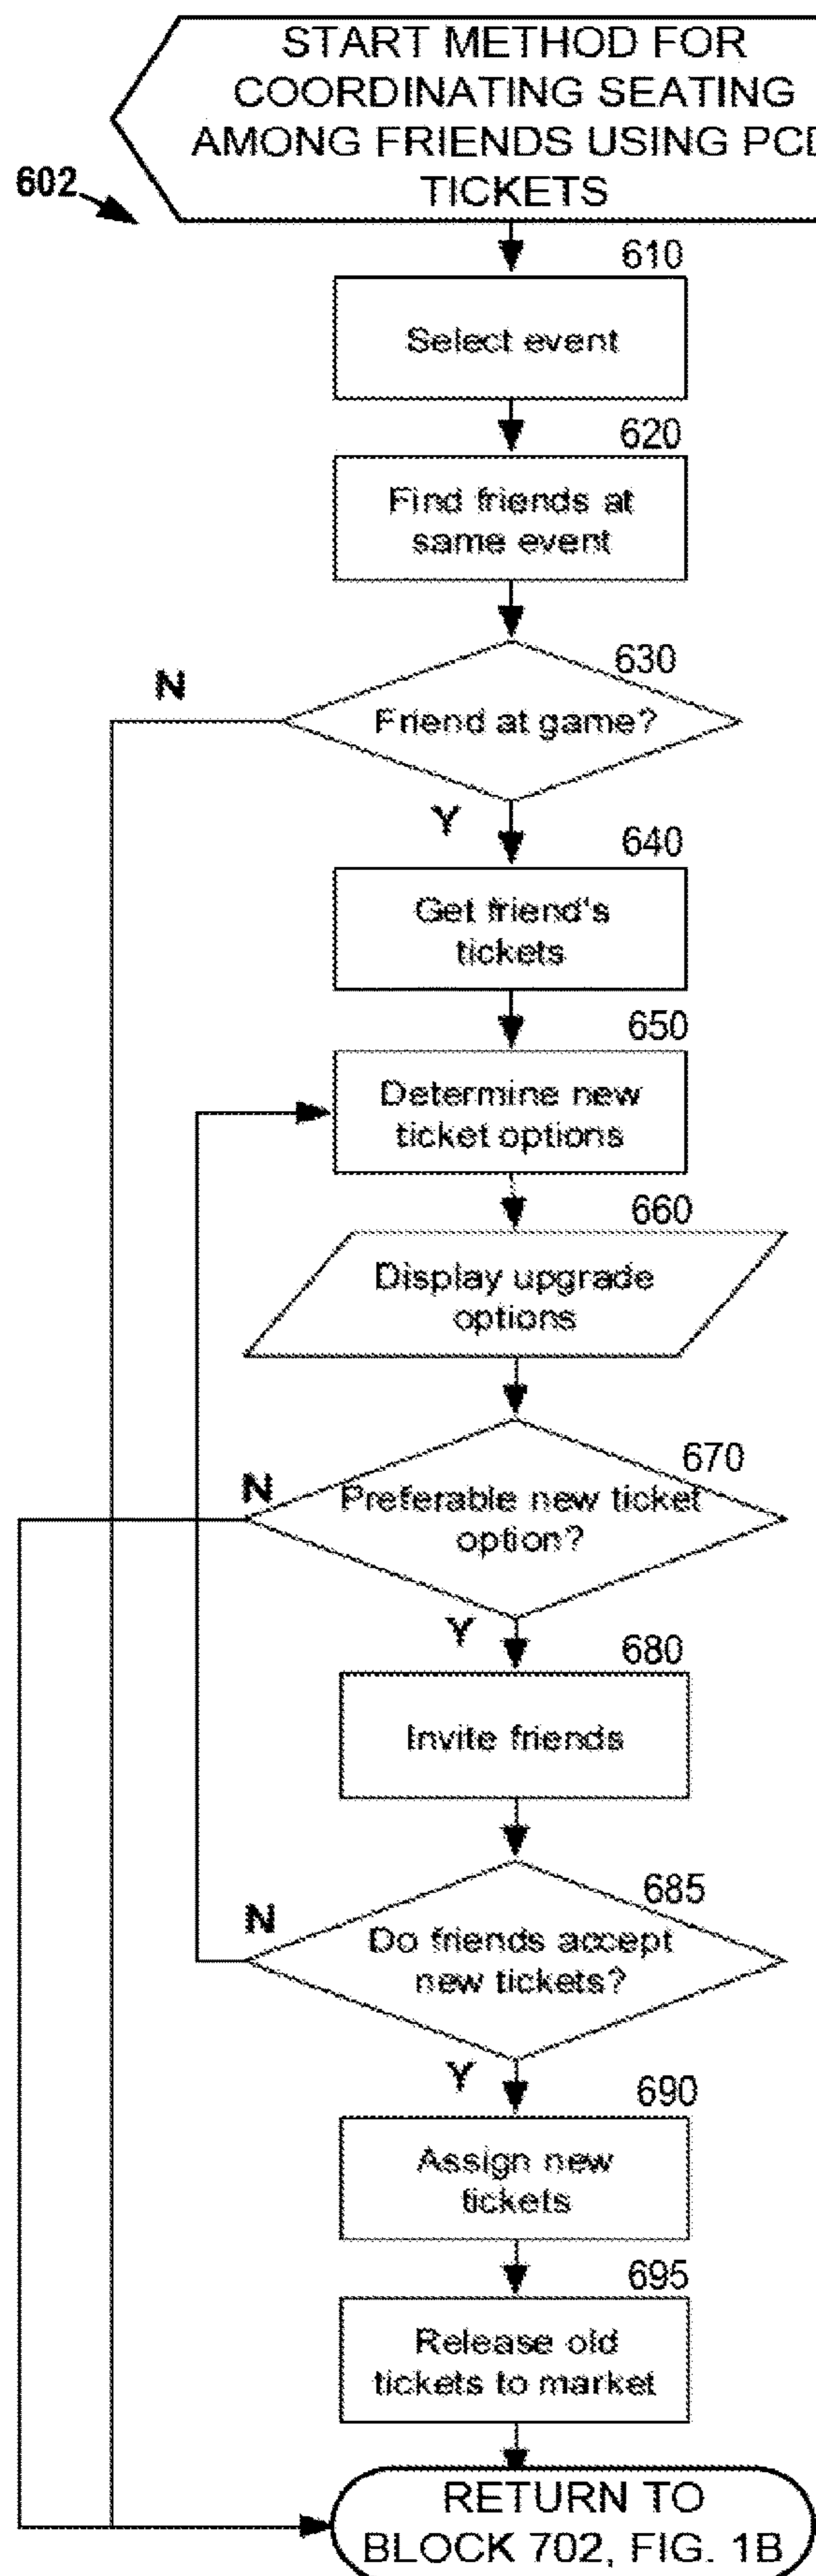 START METHOD FOR
COORDINATING SEATING
AMONG FRIENDS USING PCD
TICKETS
602
610
Select event
620
Find friends at
same event
630
N
Friend at game?
Y
640
Get friend's
tickets
650
Determine new
ticket options
660
Display upgrade
options
670
N
Preferable new ticket
option?
Y
680
Invite friends
685
N
Do friends accept
new tickets?
Y
690
Assign new
tickets
695
Release old
tickets to market
RETURN TO
BLOCK 702, FIG. 1B